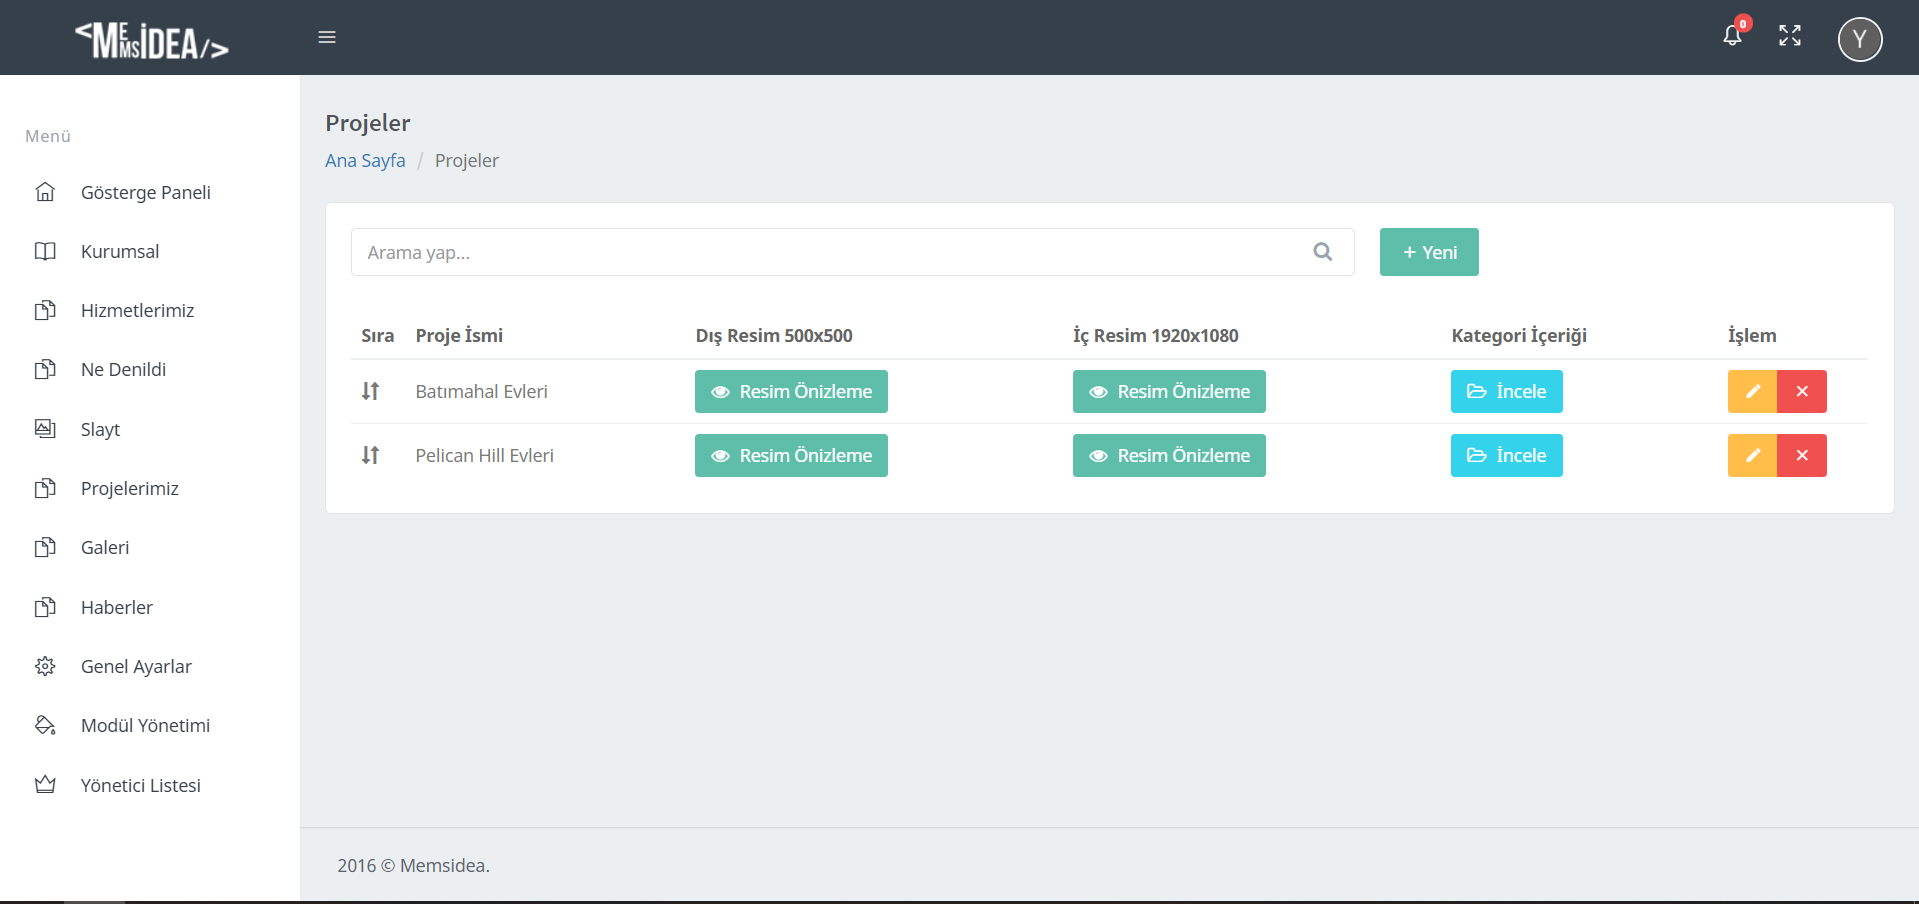 <MEMSİDEA/>
0
Y
Menü
Gösterge Paneli
Kurumsal
Hizmetlerimiz
Ne Denildi
Slayt
Projelerimiz
Galeri
Haberler
Genel Ayarlar
Modül Yönetimi
Yönetici Listesi
Projeler
Ana Sayfa / Projeler
Arama yap...
+ Yeni
Sıra Proje İsmi Dış Resim 500x500 İç Resim 1920x1080 Kategori İçeriği İşlem
Batımahal Evleri Resim Önizleme Resim Önizleme İncele
Pelican Hill Evleri Resim Önizleme Resim Önizleme İncele
2016 © Memsidea.